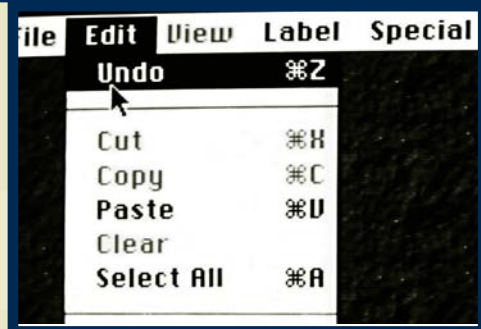 File Edit View Label Special
Undo ⌘Z
Cut ⌘X
Copy ⌘C
Paste ⌘V
Clear
Select All ⌘A